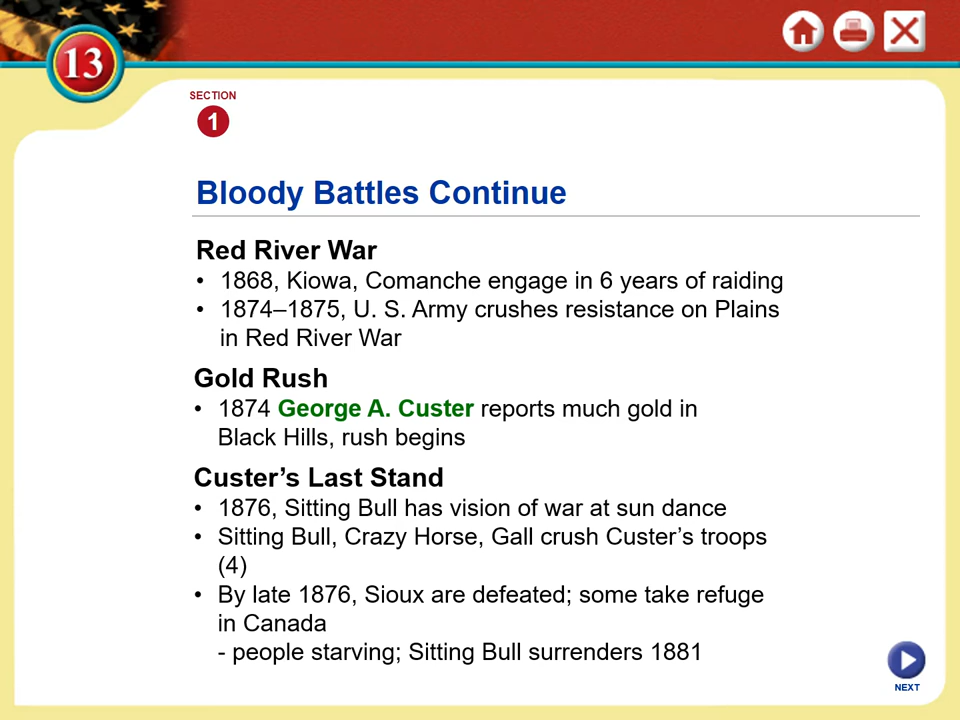 13
SECTION
1
Bloody Battles Continue
Red River War
• 1868, Kiowa, Comanche engage in 6 years of raiding
• 1874–1875, U. S. Army crushes resistance on Plains
in Red River War
Gold Rush
• 1874 George A. Custer reports much gold in
Black Hills, rush begins
Custer’s Last Stand
• 1876, Sitting Bull has vision of war at sun dance
• Sitting Bull, Crazy Horse, Gall crush Custer’s troops
(4)
• By late 1876, Sioux are defeated; some take refuge
in Canada
- people starving; Sitting Bull surrenders 1881
NEXT